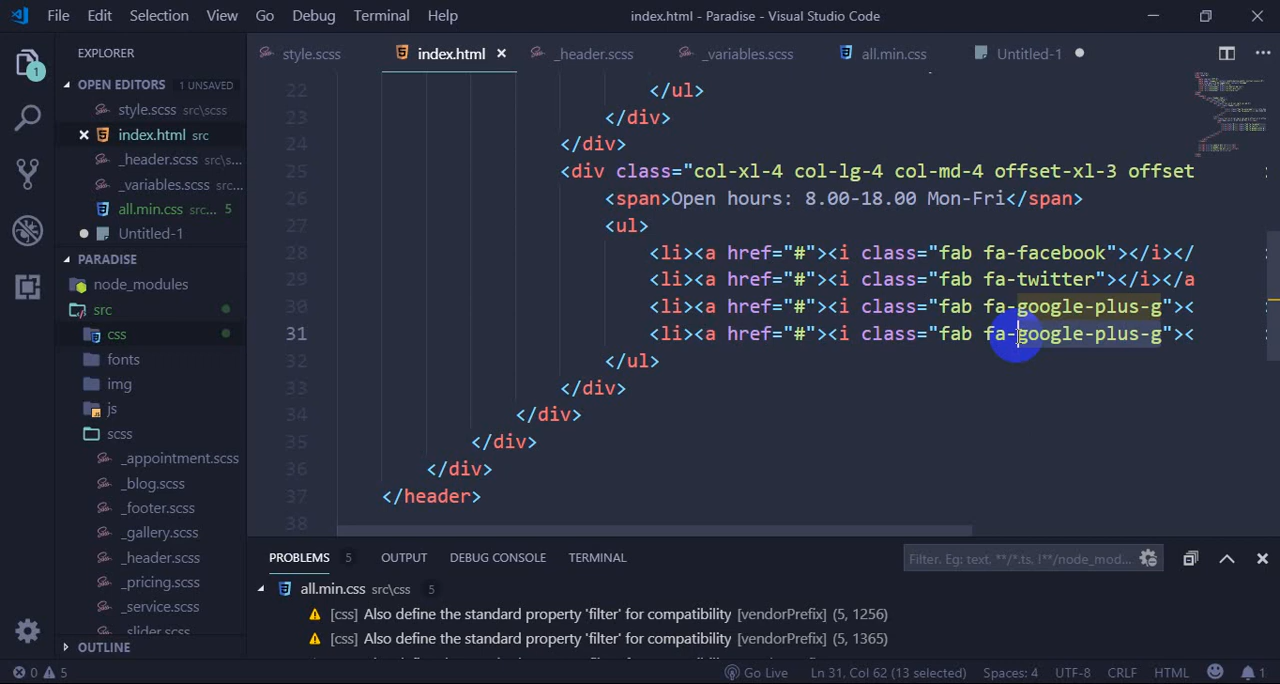 File Edit Selection View Go Debug Terminal Help index.html - Paradise - Visual Studio Code
EXPLORER
OPEN EDITORS 1 UNSAVED
style.scss src\scss
index.html src
_header.scss src\s...
_variables.scss src\...
all.min.css src\... 5
Untitled-1
PARADISE
node_modules
src
css
fonts
img
js
scss
_appointment.scss
_blog.scss
_footer.scss
_gallery.scss
_header.scss
_pricing.scss
_service.scss
_slider.scss
OUTLINE
1
style.scss index.html _header.scss _variables.scss all.min.css Untitled-1
22 </ul>
23 </div>
24 </div>
25 <div class="col-xl-4 col-lg-4 col-md-4 offset-xl-3 offset
26 <span>Open hours: 8.00-18.00 Mon-Fri</span>
27 <ul>
28 <li><a href="#"><i class="fab fa-facebook"></i></
29 <li><a href="#"><i class="fab fa-twitter"></i></a
30 <li><a href="#"><i class="fab fa-google-plus-g"><
31 <li><a href="#"><i class="fab fa-google-plus-g"><
32 </ul>
33 </div>
34 </div>
35 </div>
36 </div>
37 </header>
38
PROBLEMS 5 OUTPUT DEBUG CONSOLE TERMINAL Filter. Eg: text, **/*.ts, !**/node_mod...
all.min.css src\css 5
[css] Also define the standard property 'filter' for compatibility [vendorPrefix] (5, 1256)
[css] Also define the standard property 'filter' for compatibility [vendorPrefix] (5, 1365)
0 5 Go Live Ln 31, Col 62 (13 selected) Spaces: 4 UTF-8 CRLF HTML 1